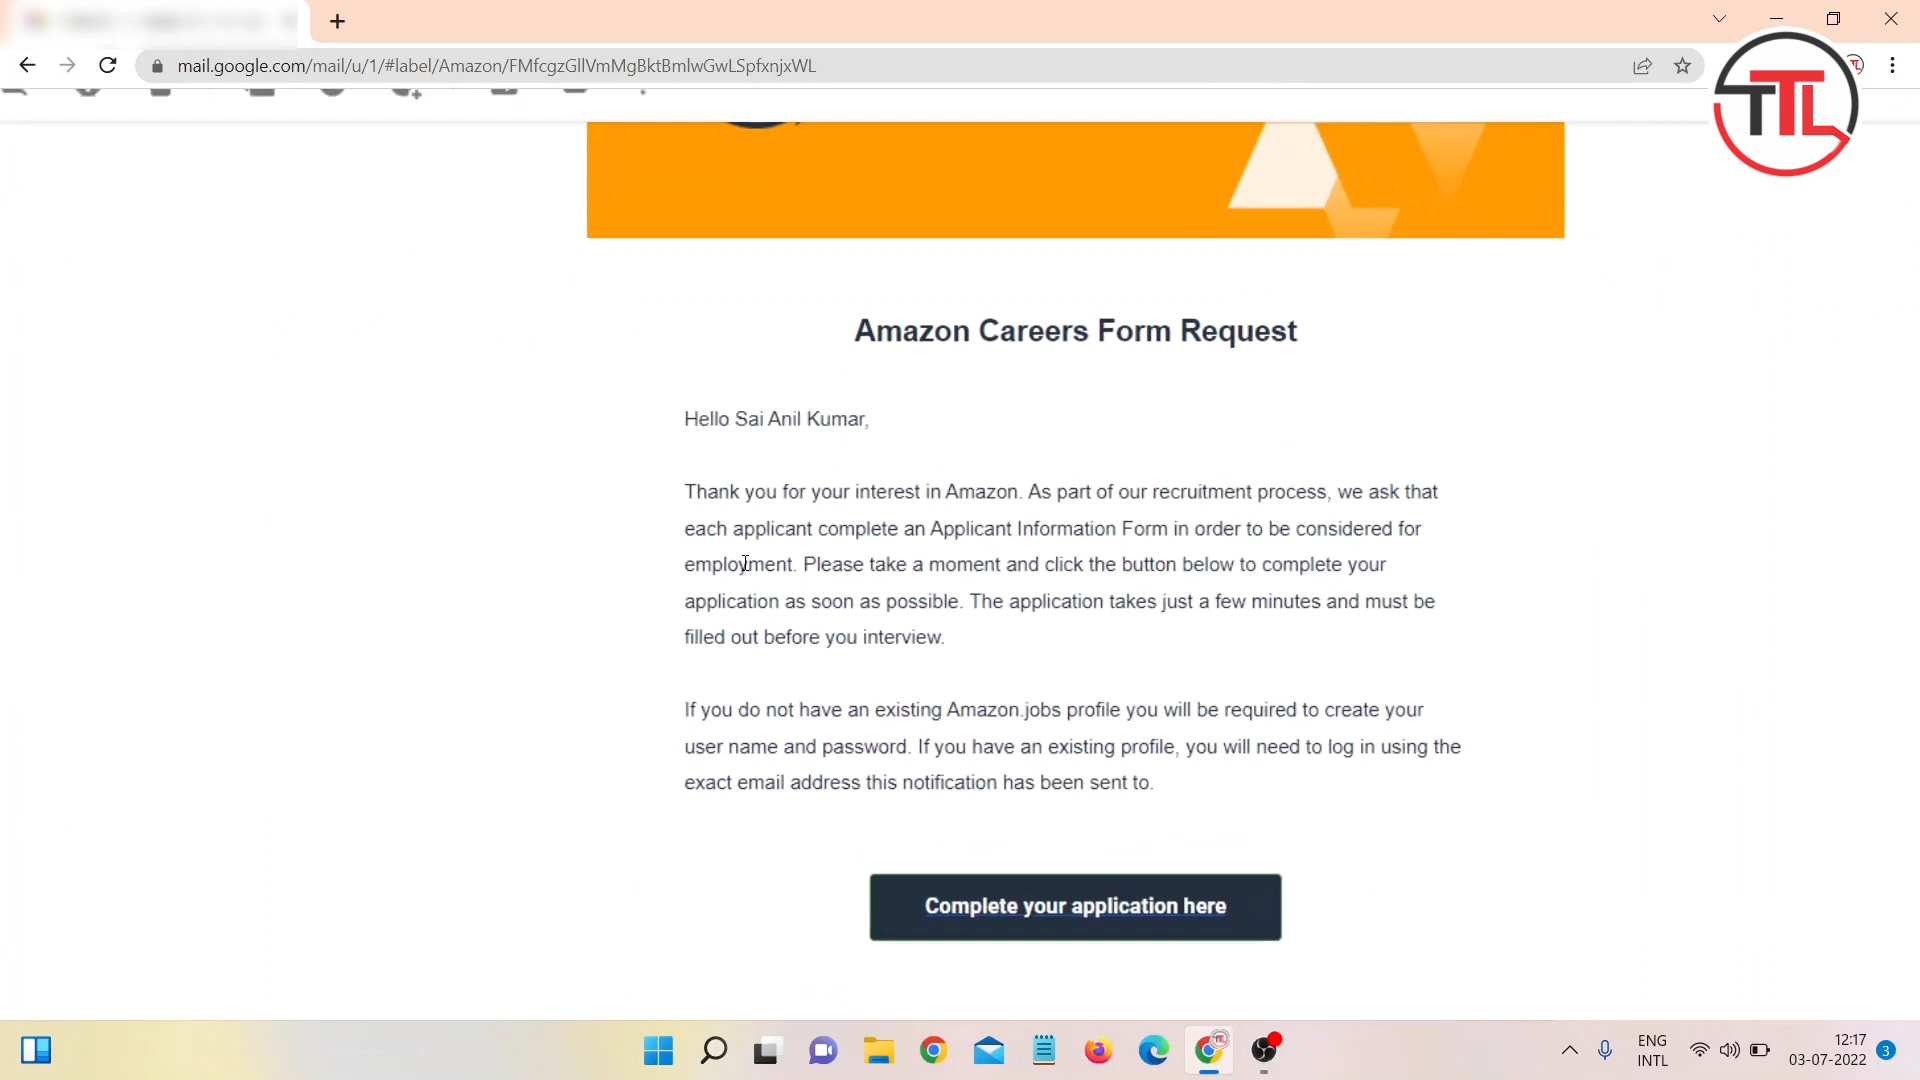 mail.google.com/mail/u/1/#label/Amazon/FMfcgzGllVmMgBktBmlwGwLSpfxnjxWL
TTL
Amazon Careers Form Request
Hello Sai Anil Kumar,
Thank you for your interest in Amazon. As part of our recruitment process, we ask that
each applicant complete an Applicant Information Form in order to be considered for
employment. Please take a moment and click the button below to complete your
application as soon as possible. The application takes just a few minutes and must be
filled out before you interview.
If you do not have an existing Amazon.jobs profile you will be required to create your
user name and password. If you have an existing profile, you will need to log in using the
exact email address this notification has been sent to.
Complete your application here
ENG
INTL
12:17
03-07-2022
3